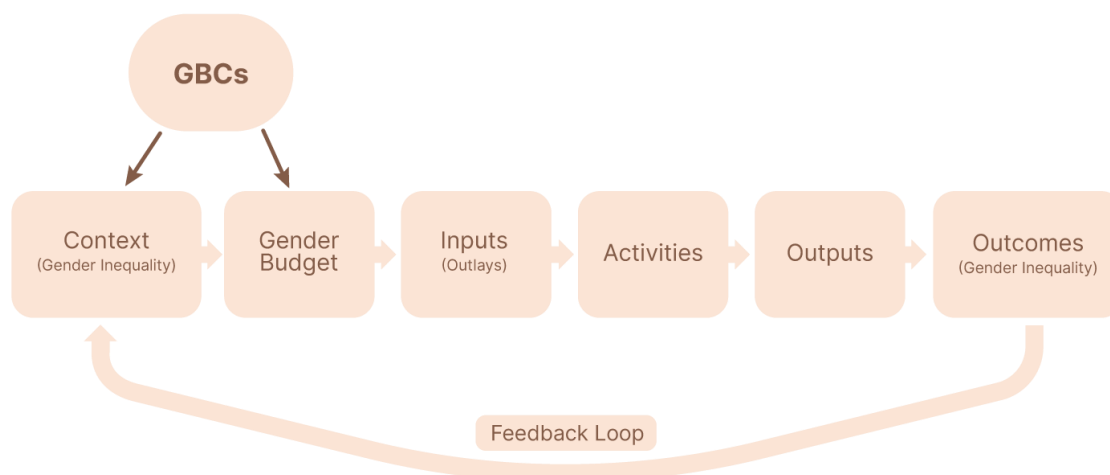 GBCs
Context
(Gender Inequality)
Gender
Budget
Inputs
(Outlays)
Activities
Outputs
Outcomes
(Gender Inequality)
Feedback Loop